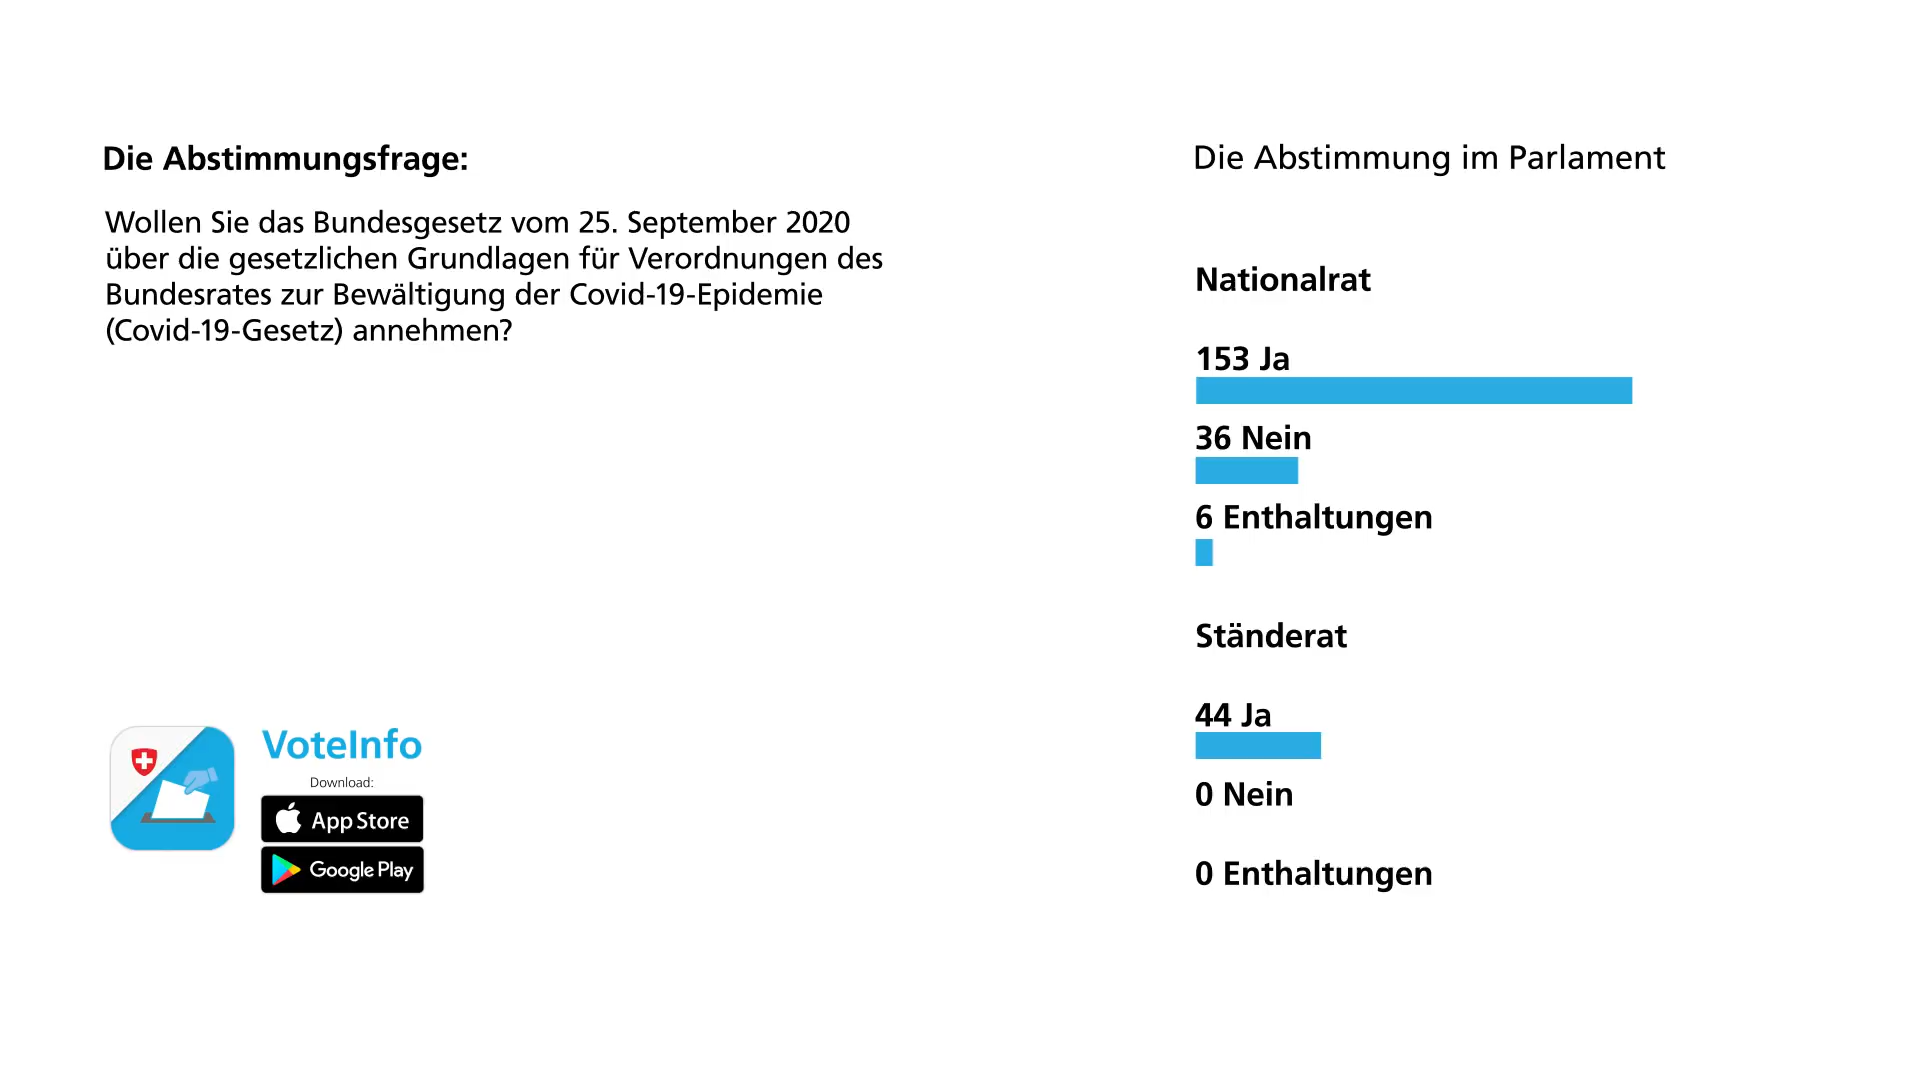 Die Abstimmungsfrage:
Wollen Sie das Bundesgesetz vom 25. September 2020
über die gesetzlichen Grundlagen für Verordnungen des
Bundesrates zur Bewältigung der Covid-19-Epidemie
(Covid-19-Gesetz) annehmen?
VoteInfo
Download:
App Store
Google Play
Die Abstimmung im Parlament
Nationalrat
153 Ja
36 Nein
6 Enthaltungen
Ständerat
44 Ja
0 Nein
0 Enthaltungen